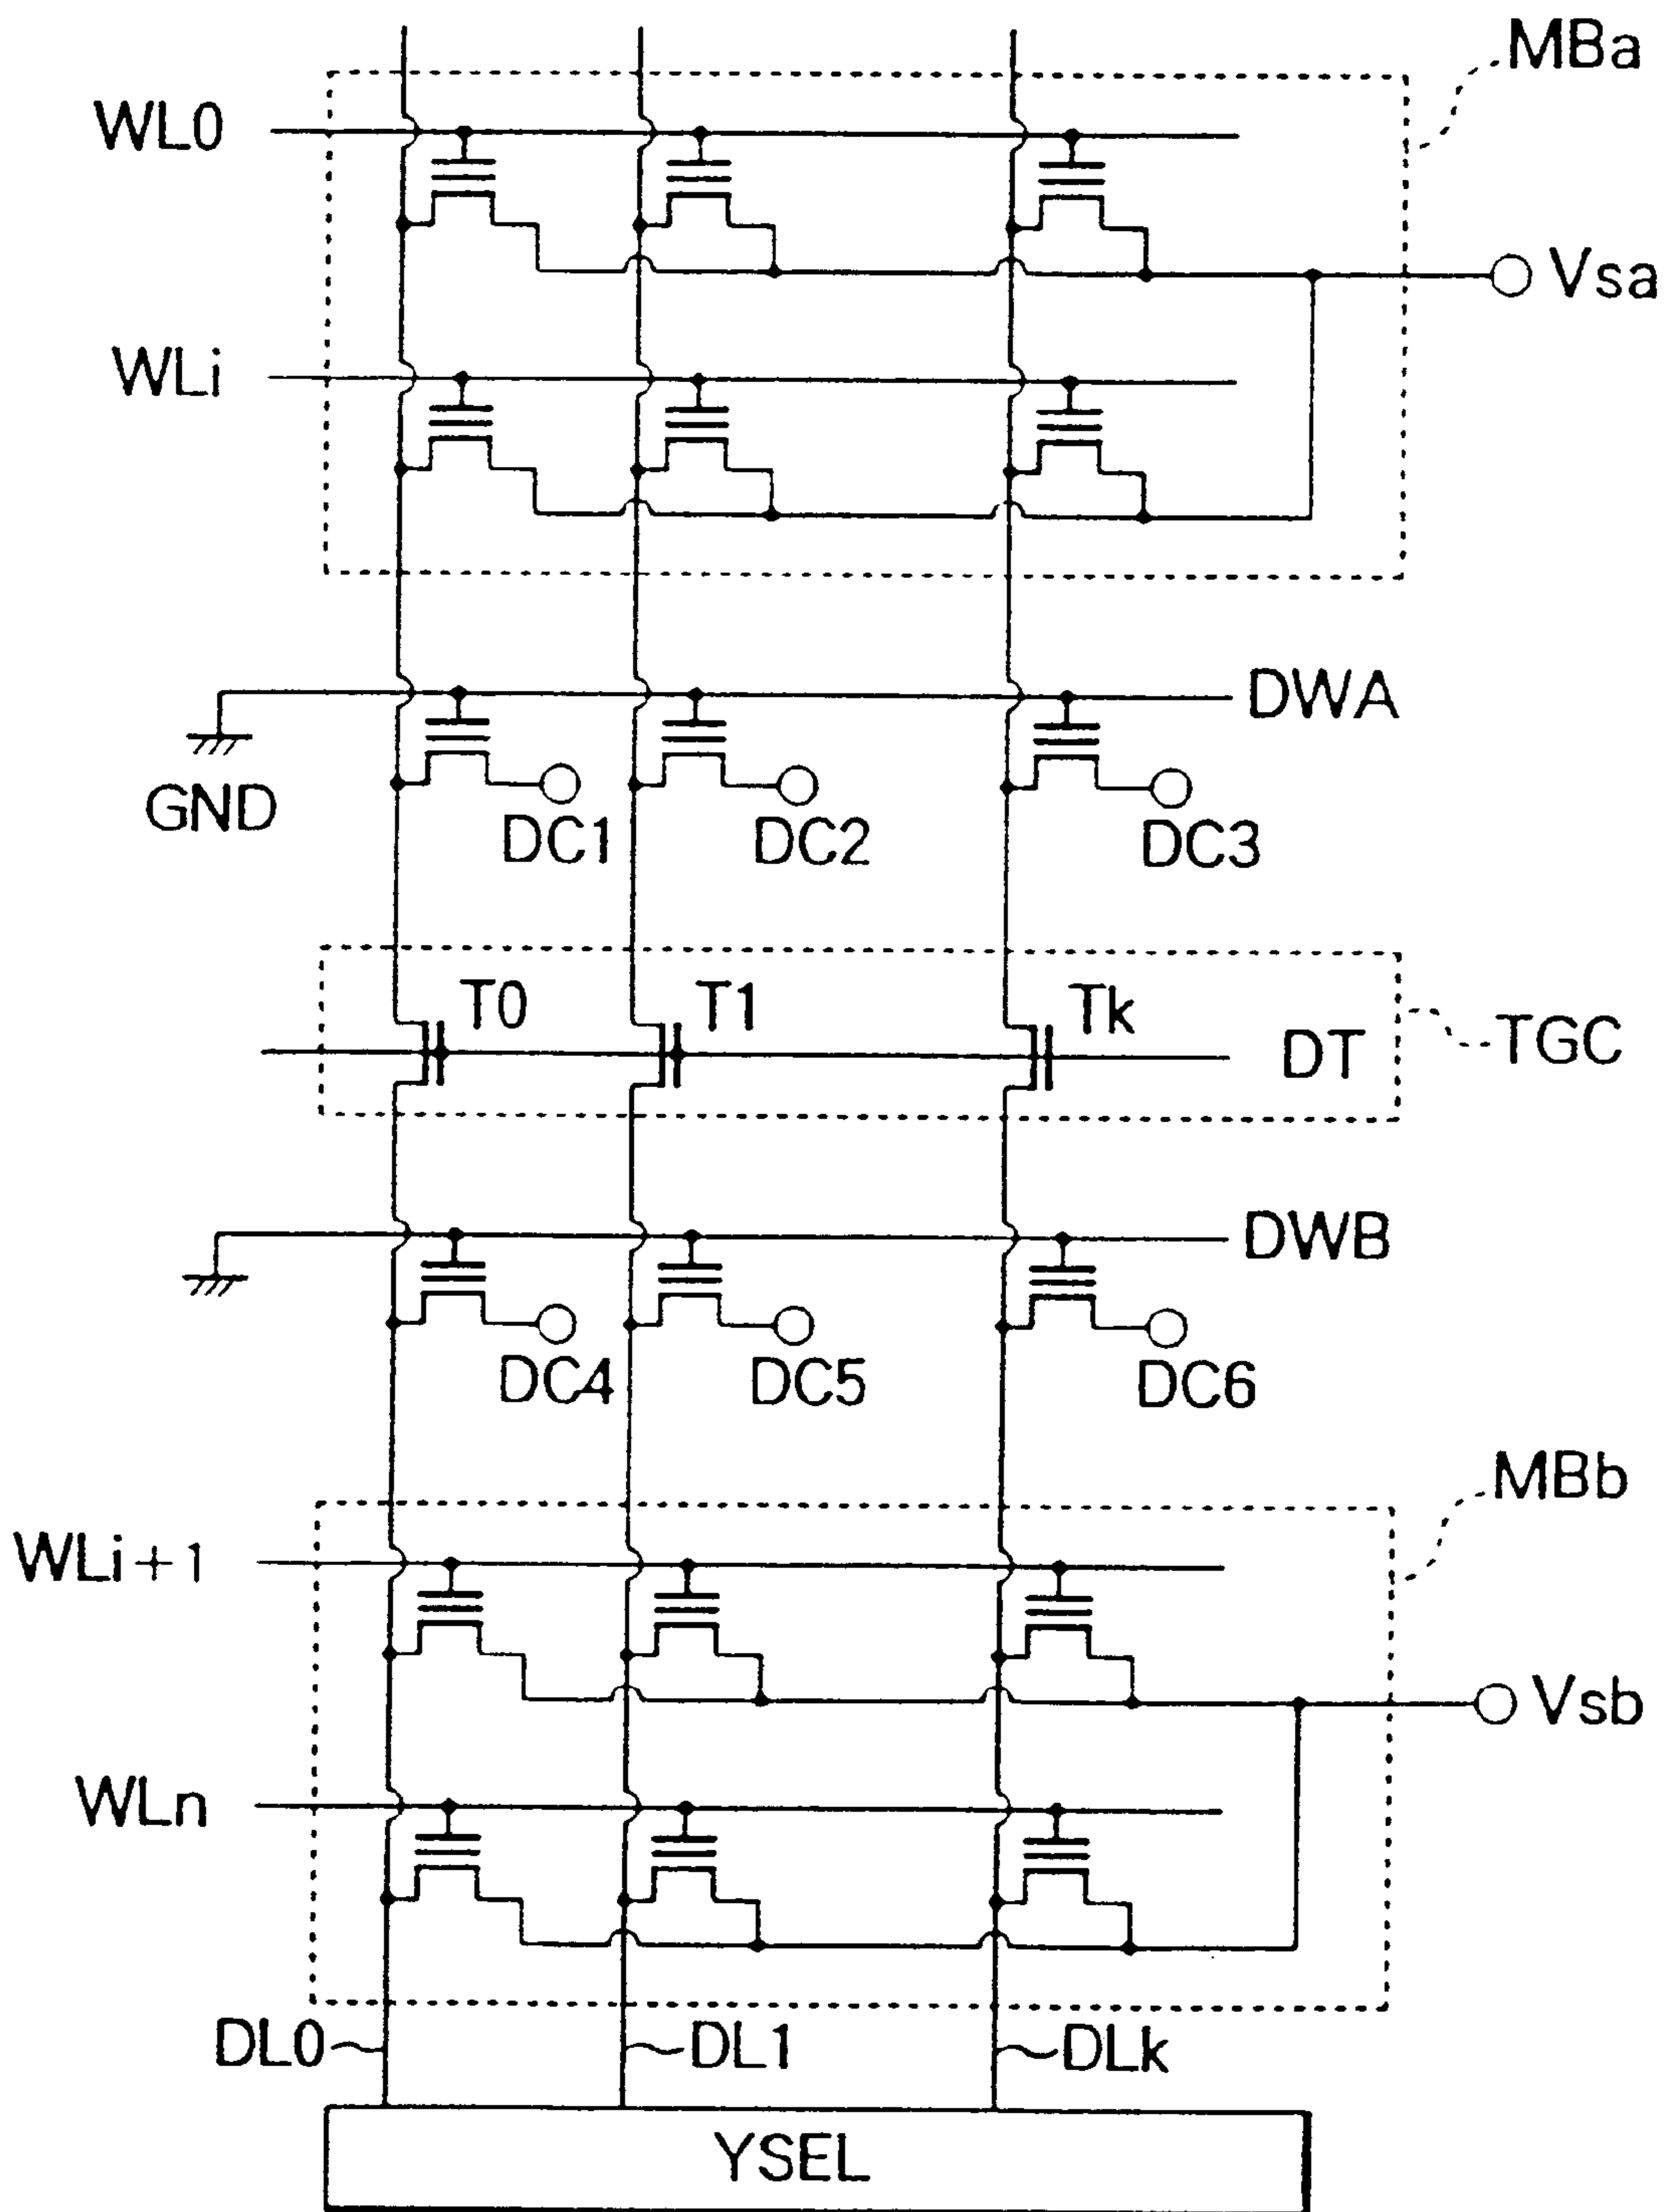 MBa
WL0
Vsa
WLi
DWA
GND
DC1 DC2 DC3
T0 T1 Tk
DT
TGC
DWB
DC4 DC5 DC6
MBb
WLi+1
Vsb
WLn
DL0 DL1 DLk
YSEL